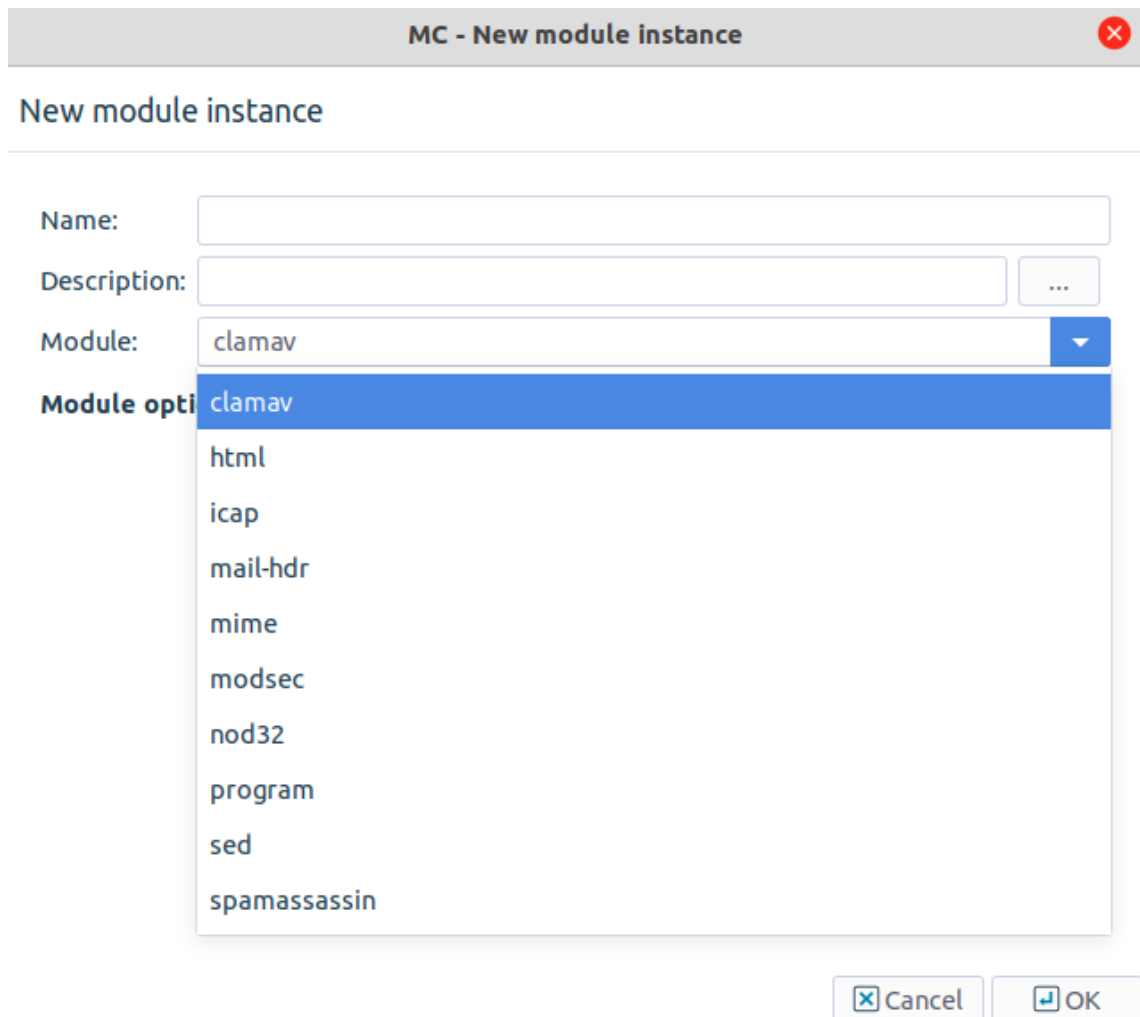 MC - New module instance
New module instance
Name:
Description:
...
Module: clamav
Module opti
clamav
html
icap
mail-hdr
mime
modsec
nod32
program
sed
spamassassin
Cancel OK